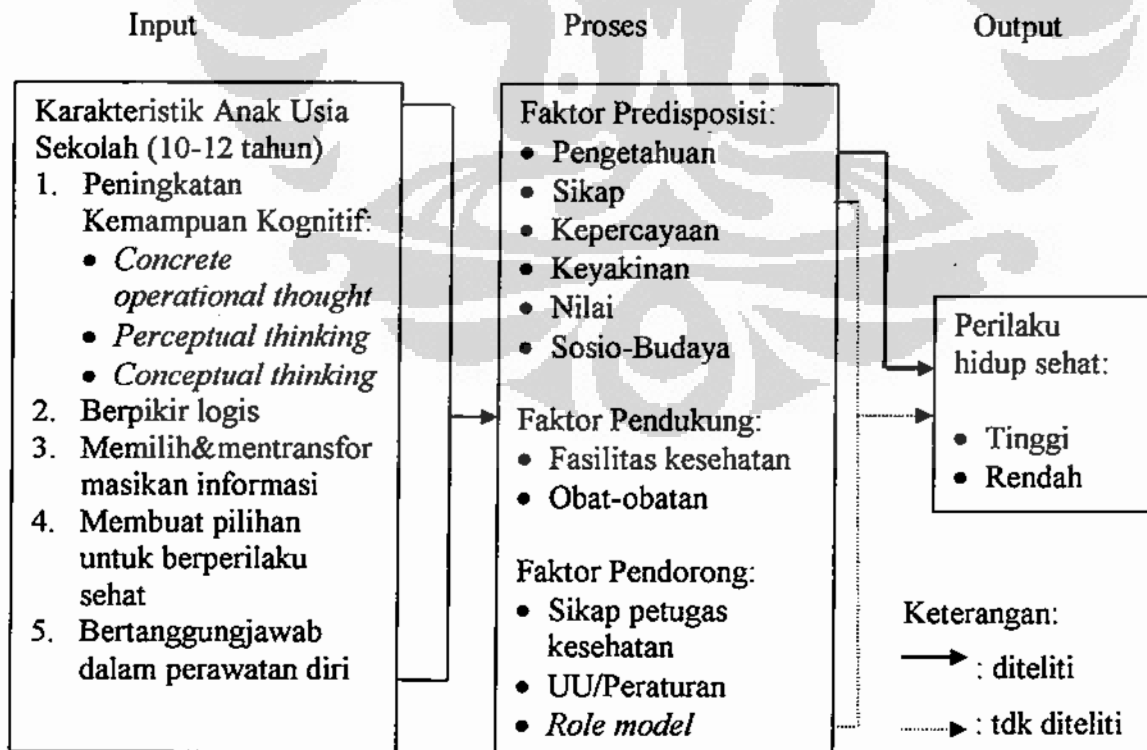 Input
Proses
Output
Karakteristik Anak Usia
Sekolah (10-12 tahun)
1. Peningkatan
Kemampuan Kognitif:
• Concrete
operational thought
• Perceptual thinking
• Conceptual thinking
2. Berpikir logis
3. Memilih&mentransfor
masikan informasi
4. Membuat pilihan
untuk berperilaku
sehat
5. Bertanggungjawab
dalam perawatan diri
Faktor Predisposisi:
• Pengetahuan
• Sikap
• Kepercayaan
• Keyakinan
• Nilai
• Sosio-Budaya
Faktor Pendukung:
• Fasilitas kesehatan
• Obat-obatan
Faktor Pendorong:
• Sikap petugas
kesehatan
• UU/Peraturan
• Role model
Perilaku
hidup sehat:
• Tinggi
• Rendah
Keterangan:
: diteliti
: tdk diteliti